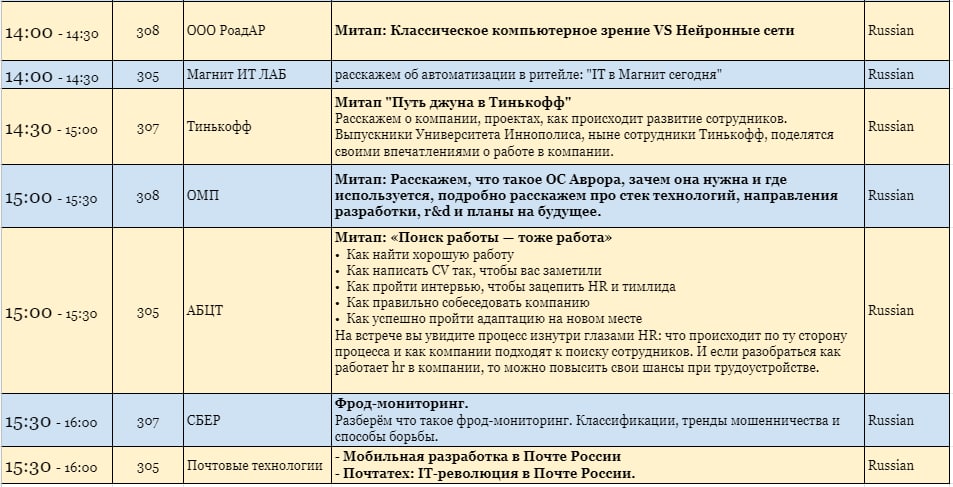 14:00 - 14:30 308 ООО РоадАР Митап: Классическое компьютерное зрение VS Нейронные сети Russian
14:00 - 14:30 305 Магнит ИТ ЛАБ расскажем об автоматизации в ритейле: "IT в Магнит сегодня" Russian
Митап "Путь джуна в Тинькофф"
Расскажем о компании, проектах, как происходит развитие сотрудников.
14:30 - 15:00 307 Тинькофф Выпускники Университета Иннополиса, ныне сотрудники Тинькофф, поделятся Russian
своими впечатлениями о работе в компании.
Митап: Расскажем, что такое ОС Аврора, зачем она нужна и где
15:00 - 15:30 308 ОМП используется, подробно расскажем про стек технологий, направления Russian
разработки, r&d и планы на будущее.
Митап: «Поиск работы — тоже работа»
• Как найти хорошую работу
• Как написать CV так, чтобы вас заметили
• Как пройти интервью, чтобы зацепить HR и тимлида
• Как правильно собеседовать компанию
15:00 - 15:30 305 АБЦТ • Как успешно пройти адаптацию на новом месте Russian
На встрече вы увидите процесс изнутри глазами HR: что происходит по ту сторону
процесса и как компании подходят к поиску сотрудников. И если разобраться как
работает hr в компании, то можно повысить свои шансы при трудоустройстве.
Фрод-мониторинг.
15:30 - 16:00 307 СБЕР Разберём что такое фрод-мониторинг. Классификации, тренды мошенничества и Russian
способы борьбы.
15:30 - 16:00 305 Почтовые технологии - Мобильная разработка в Почте России Russian
- Почтатех: IT-революция в Почте России.